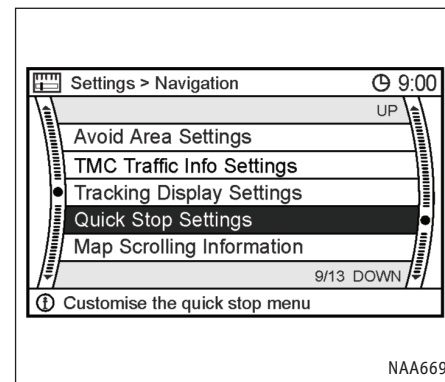 Settings > Navigation 9:00
UP
Avoid Area Settings
TMC Traffic Info Settings
Tracking Display Settings
Quick Stop Settings
Map Scrolling Information
9/13 DOWN
Customise the quick stop menu
NAA669